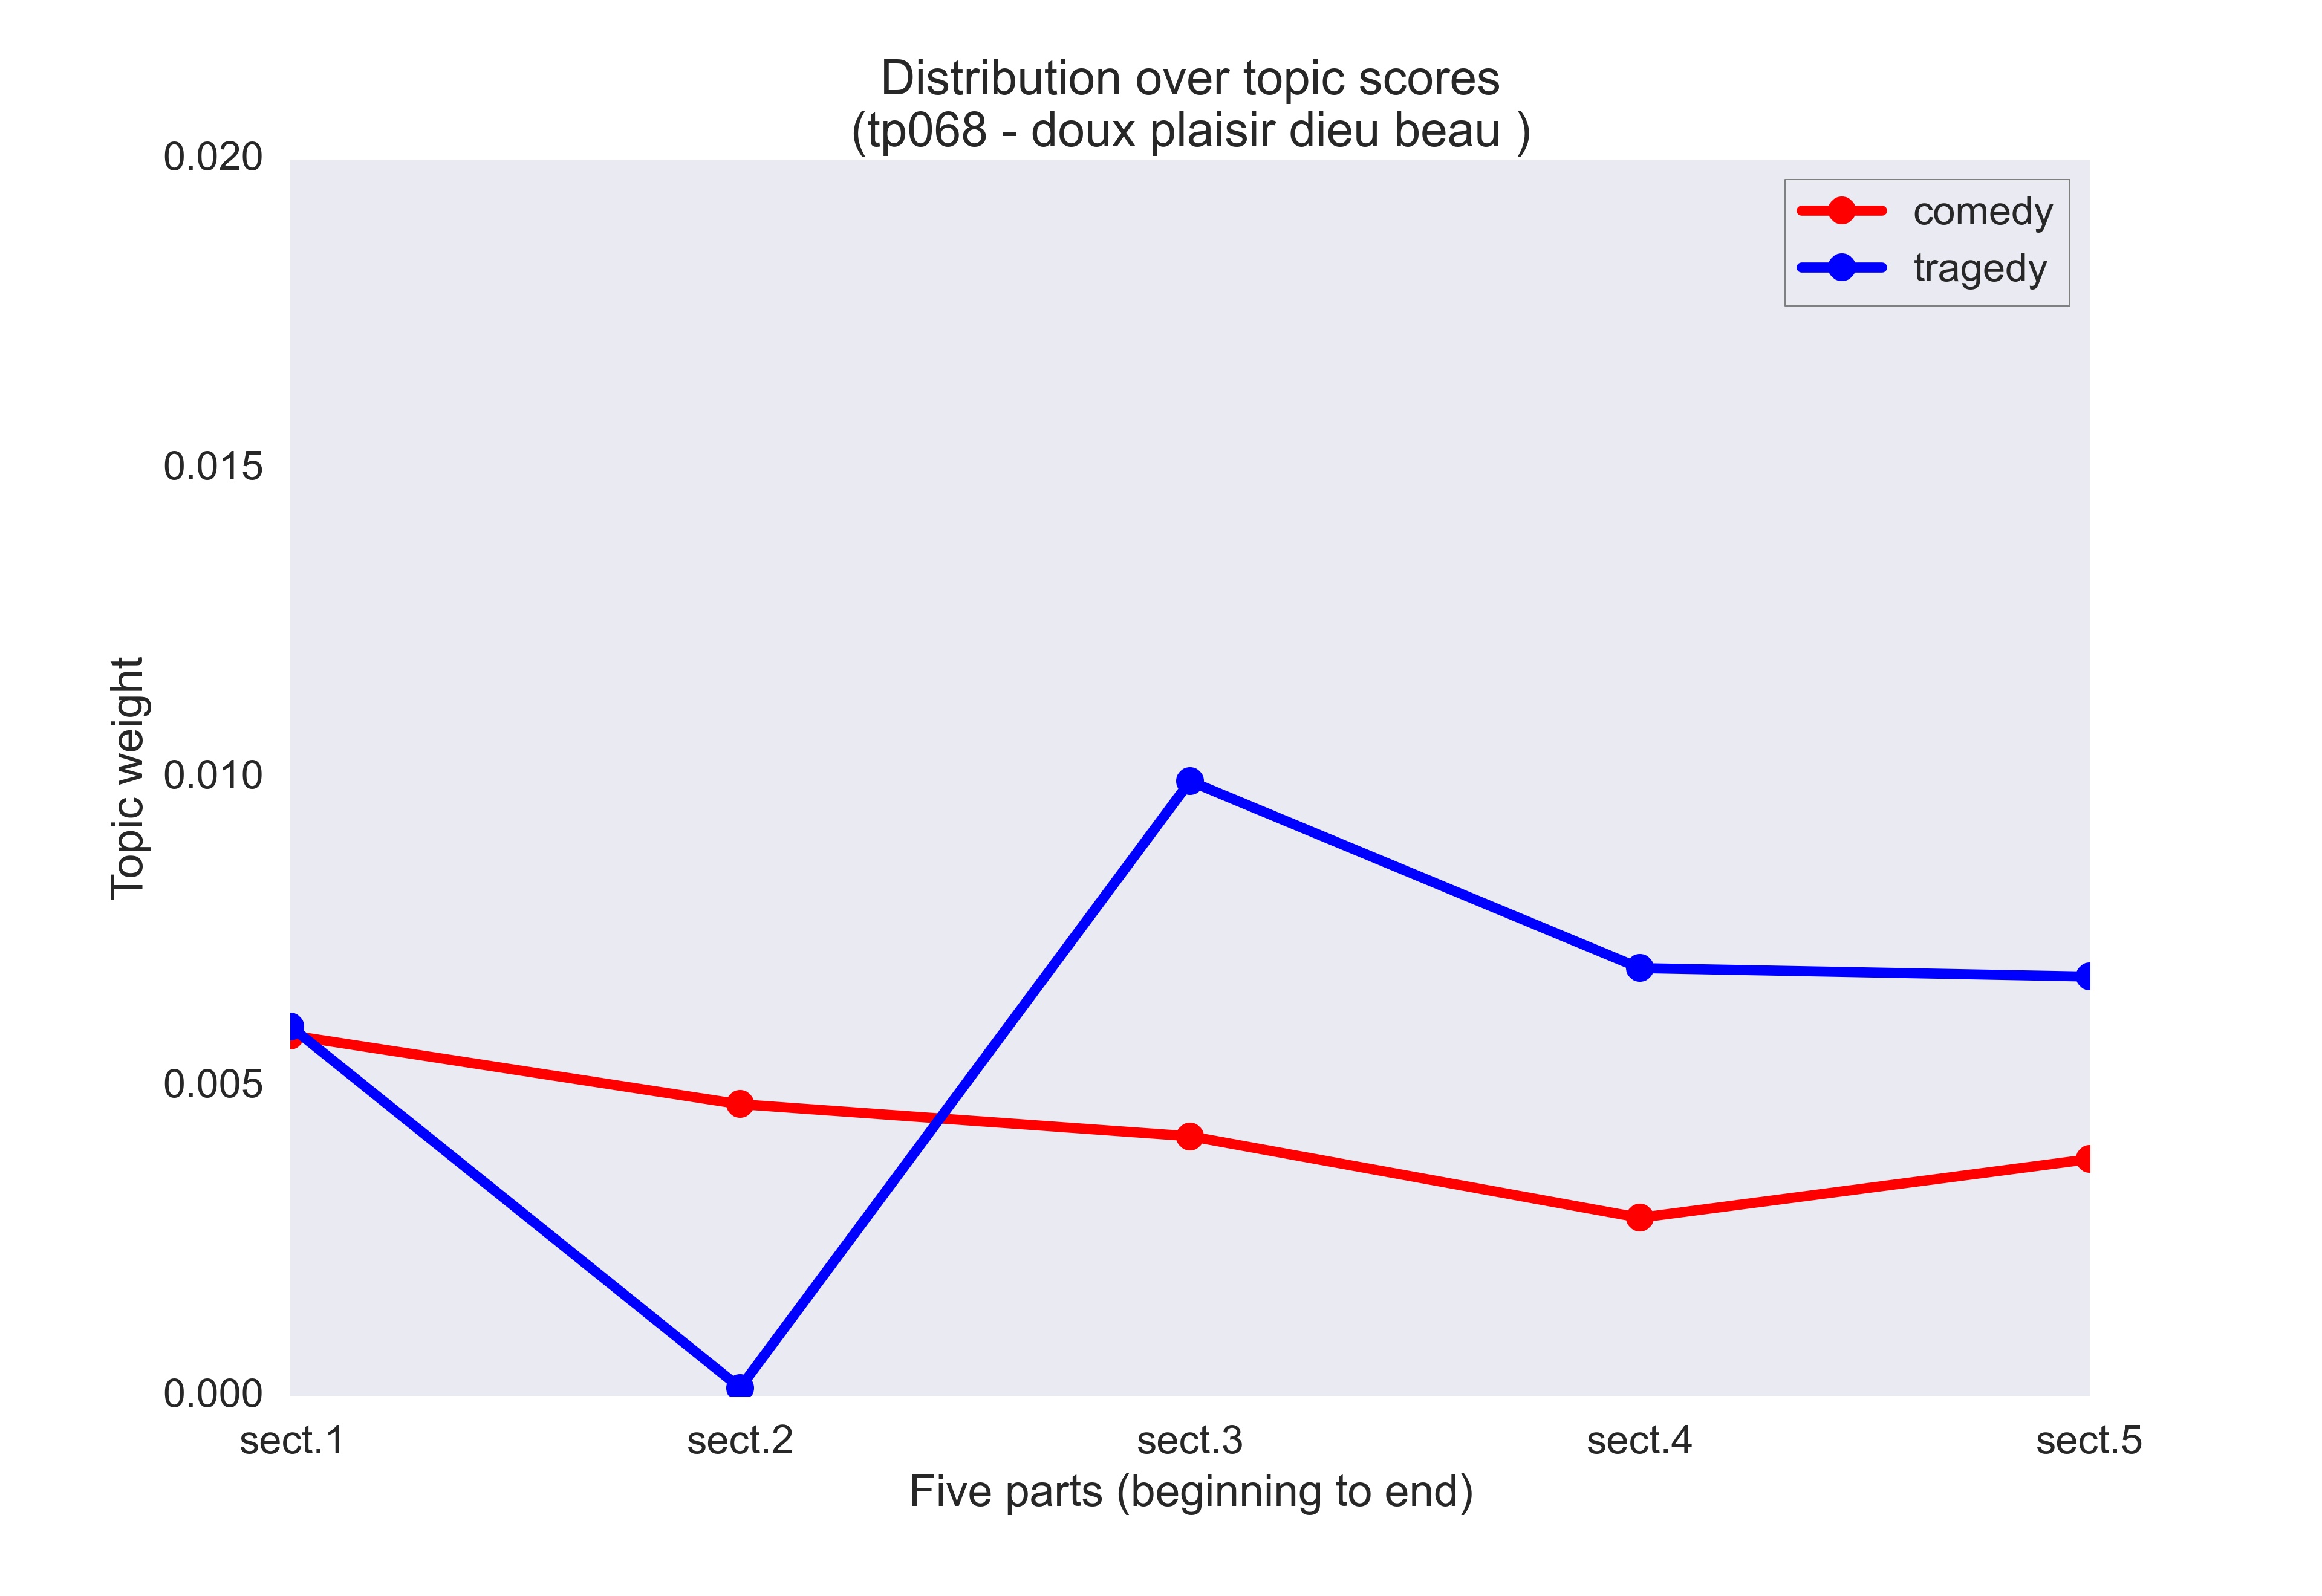 Distribution over topic scores
(tp068 - doux plaisir dieu beau )
comedy
tragedy
Topic weight
0.020
0.015
0.010
0.005
0.000
sect.1
sect.2
sect.3
sect.4
sect.5
Five parts (beginning to end)